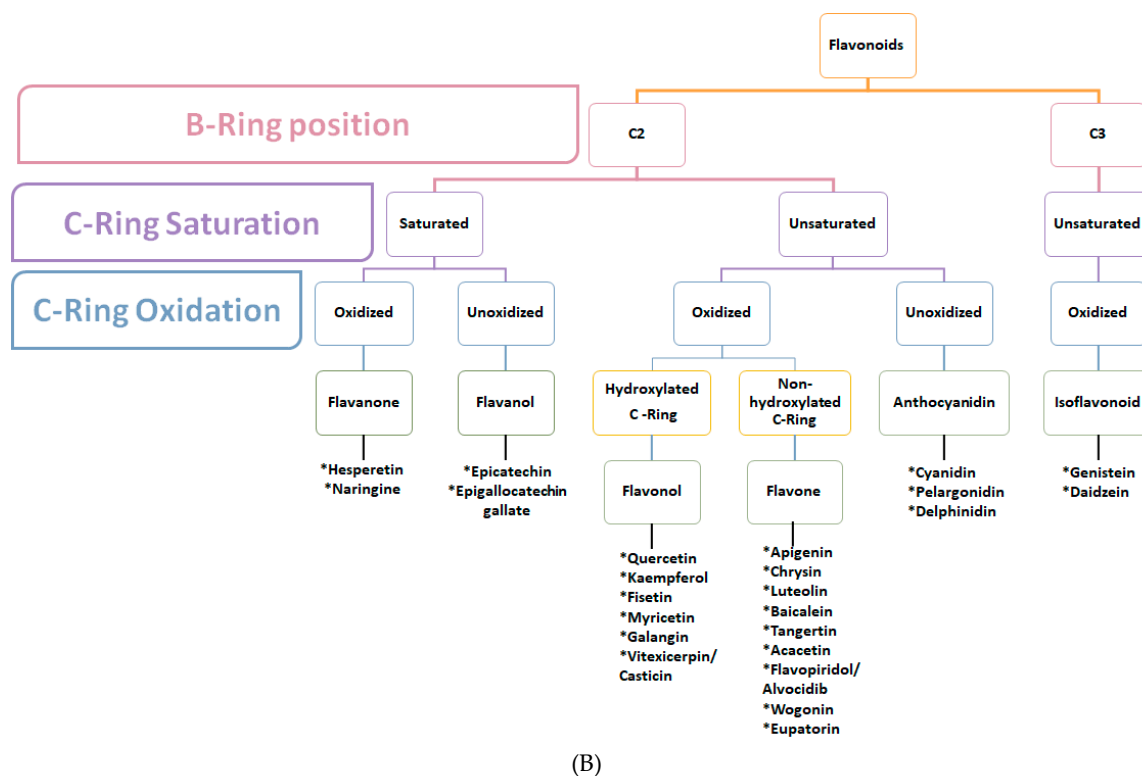 Flavonoids
B-Ring position
C2
C3
C-Ring Saturation
Saturated
Unsaturated
Unsaturated
C-Ring Oxidation
Oxidized
Unoxidized
Oxidized
Unoxidized
Oxidized
Flavanone
Flavanol
Hydroxylated
C -Ring
Non-
hydroxylated
C-Ring
Anthocyanidin
Isoflavonoid
*Hesperetin
*Naringine
*Epicatechin
*Epigallocatechin
gallate
Flavonol
Flavone
*Cyanidin
*Pelargonidin
*Delphinidin
*Genistein
*Daidzein
*Quercetin
*Kaempferol
*Fisetin
*Myricetin
*Galangin
*Vitexicerpin/
Casticin
*Apigenin
*Chrysin
*Luteolin
*Baicalein
*Tangertin
*Acacetin
*Flavopiridol/
Alvocidib
*Wogonin
*Eupatorin
(B)